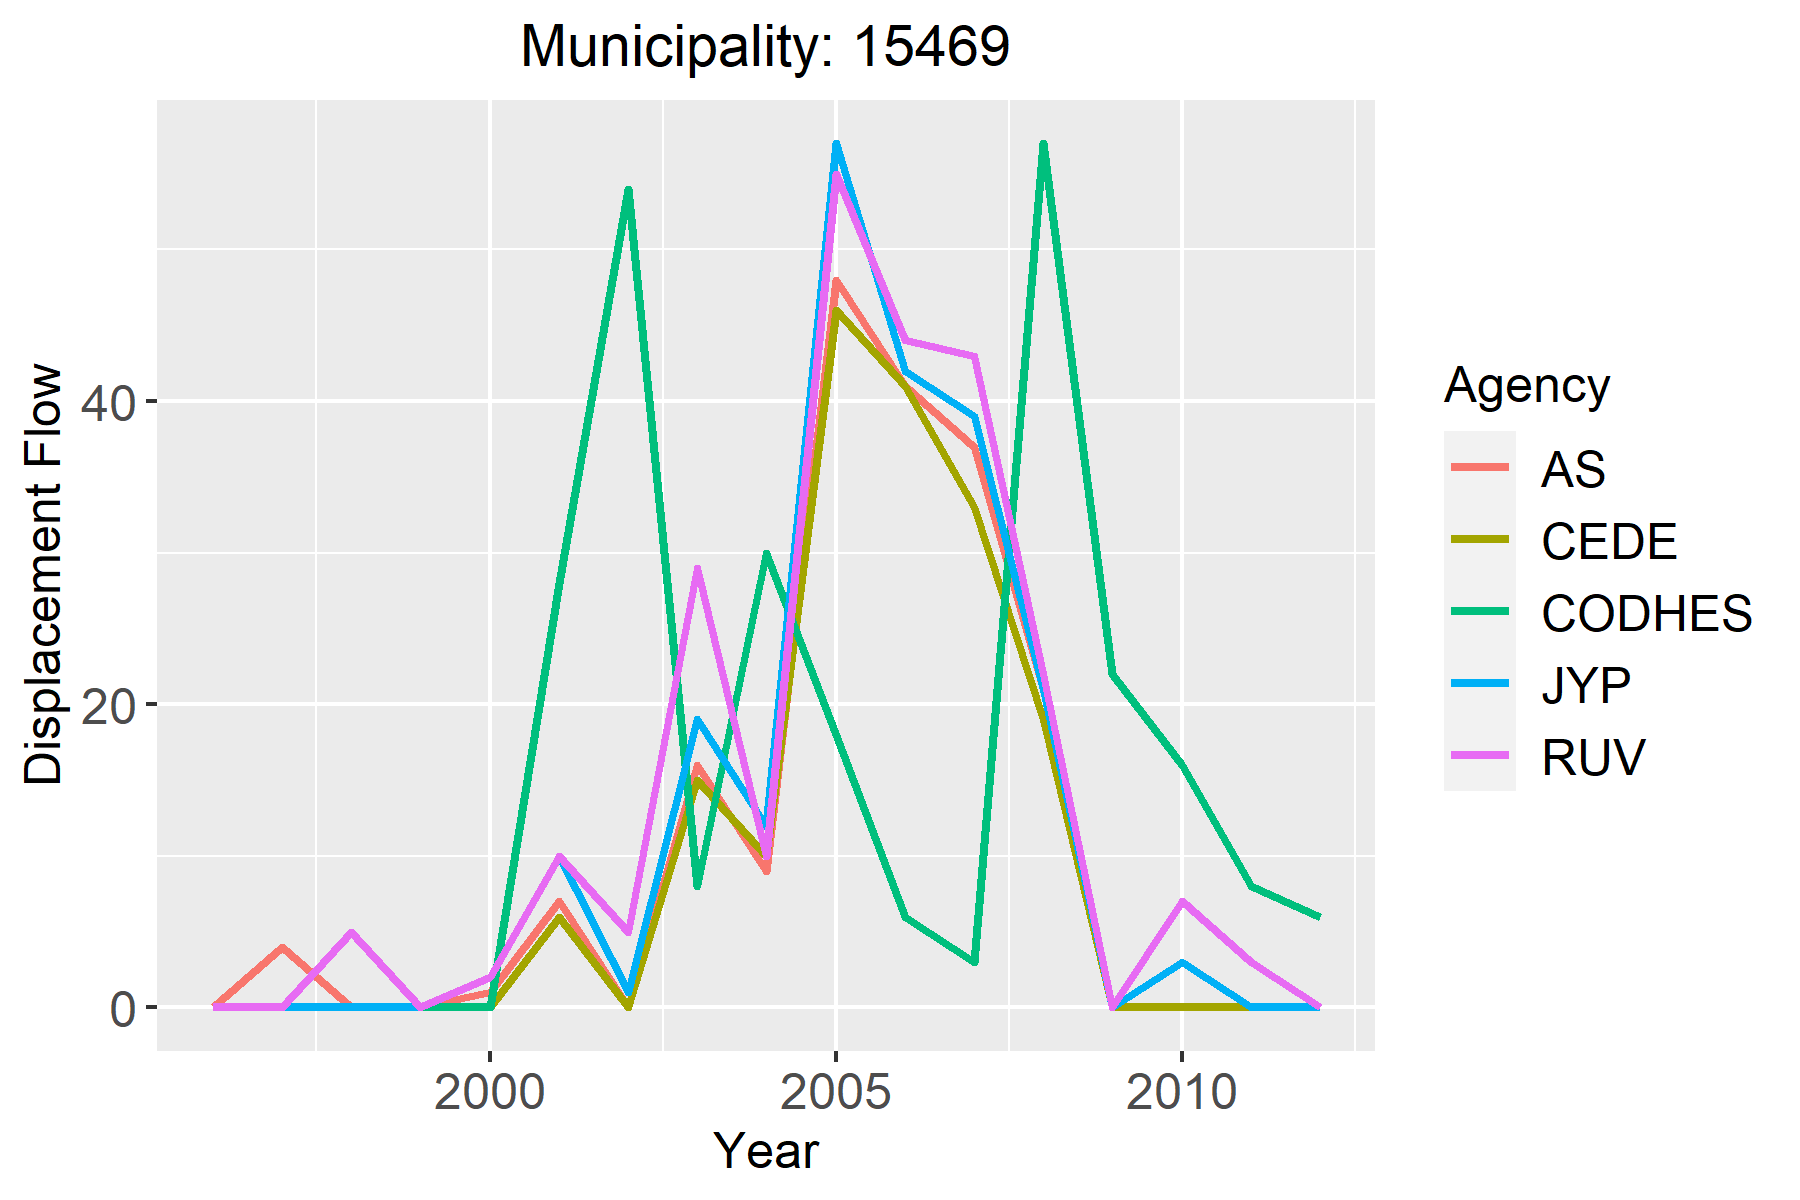 Municipality: 15469
Displacement Flow
40
20
0
2000 2005 2010
Year
Agency
AS
CEDE
CODHES
JYP
RUV